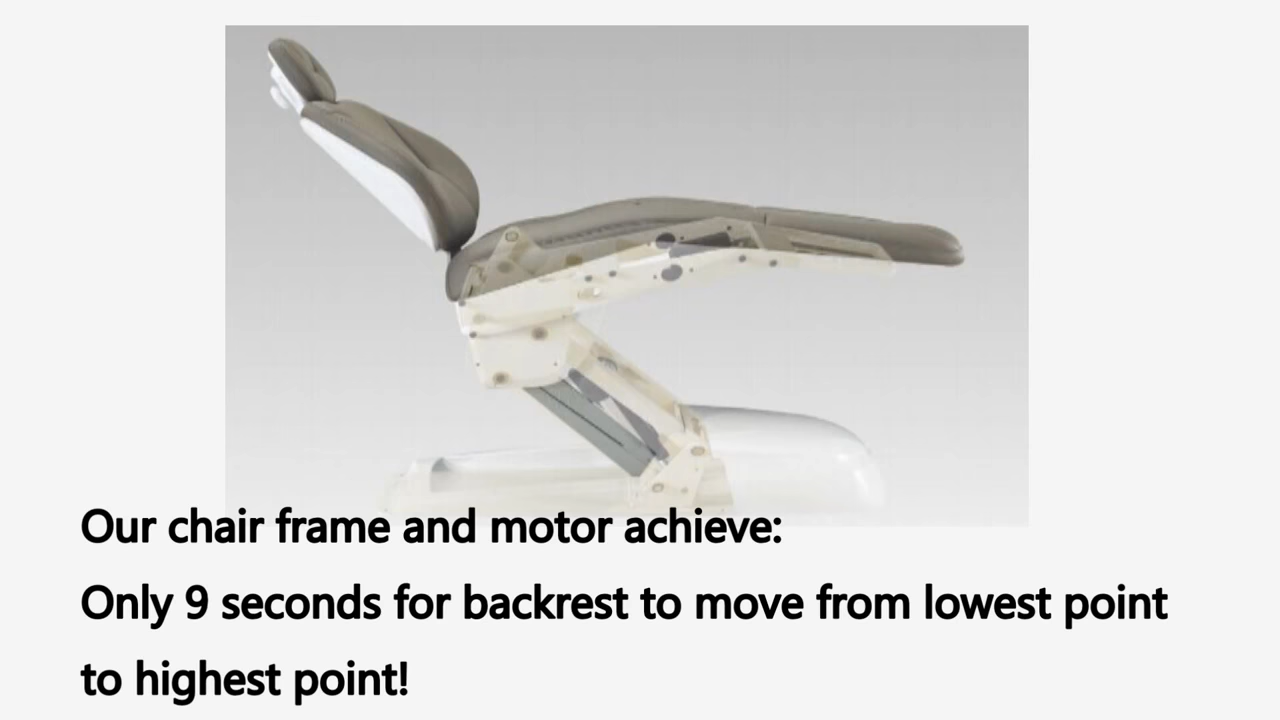 Our chair frame and motor achieve:
Only 9 seconds for backrest to move from lowest point
to highest point!